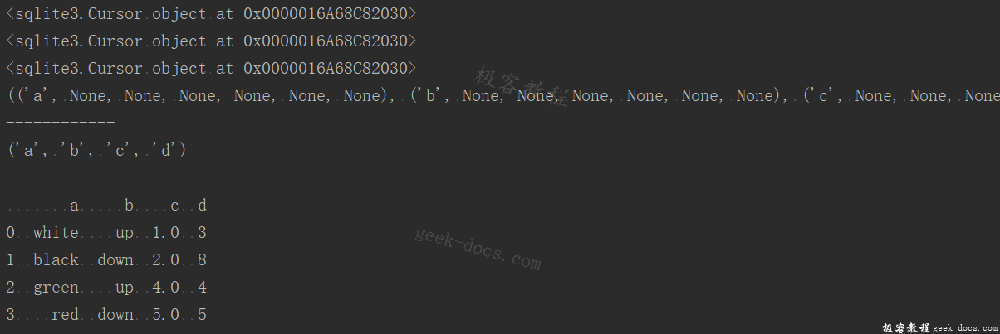 <sqlite3.Cursor object at 0x0000016A68C82030>
<sqlite3.Cursor object at 0x0000016A68C82030>
<sqlite3.Cursor object at 0x0000016A68C82030>
(('a', None, None, None, None, None, None), ('b', None, None, None, None, None, None), ('c', None, None, None
------------
('a', 'b', 'c', 'd')
------------
       a     b    c  d
0  white    up  1.0  3
1  black  down  2.0  8
2  green    up  4.0  4
3    red  down  5.0  5
极客教程
geek-docs.com
极客教程 geek-docs.com